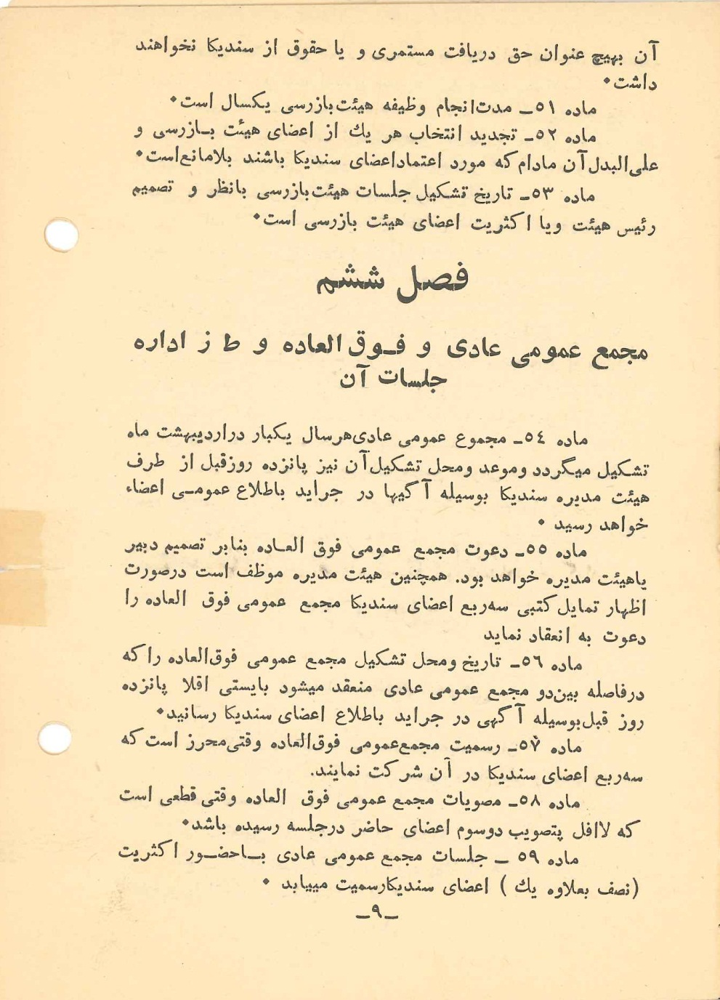 آن بهیچ عنوان حق دریافت مستمری و یا حقوق از سندیکا نخواهند
داشت.
ماده ۵۱ـ مدت‌انجام وظیفه هیئت‌بازرسی یکسال است.
ماده ۵۲ـ تجدید انتخاب هر یك از اعضای هیئت بـازرسی و
علی‌البدل‌آن مادام‌که مورد اعتماداعضای سندیکا باشند بلامانع‌است.
ماده ۵۳ـ تاریخ تشکیل جلسات هیئت‌بازرسی بانظر و تصمیم
رئیس هیئت ویا اکثریت اعضای هیئت بازرسی است.
فصل ششم
مجمع عمومی عادی و فـوق‌العاده و ط ز اداره
جلسات آن
ماده ۵٤ـ مجموع عمومی عادی‌هرسال یکبار دراردیبهشت ماه
تشکیل میگردد وموعد ومحل تشکیل‌آن نیز پانزده روزقبل از طرف
هیئت مدیره سندیکا بوسیله آگیها در جراید باطلاع عمومـی اعضاء
خواهد رسید .
ماده ۵۵ـ دعوت مجمع عمومی فوق العـاده بنابر تصمیم دبیر
یاهیئت مدیره خواهد بود. همچنین هیئت مدیره موظف است درصورت
اظهار تمایل‌کتبی سه‌ربع اعضای سندیکا مجمع عمومی فوق العاده را
دعوت به انعقاد نماید
ماده ۵٦ـ تاریخ ومحل تشکیل مجمع عمومی فوق‌العاده را که
درفاصله بین‌دو مجمع عمومی عادی منعقد میشود بایستی اقلا پانزده
روز قبل‌بوسیله آگهی در جراید باطلاع اعضای سندیکا رسانید.
ماده ۵۷ـ رسمیت مجمع‌عمومی فوق‌العاده وقتی‌محرز است که
سه‌ربع اعضای سندیکا در آن شرکت نمایند.
ماده ۵۸ـ مصوبات مجمع عمومی فوق العاده وقتی قطعی است
که لااقل بتصویب دوسوم اعضای حاضر درجلسه رسیده باشد.
ماده ۵۹ ـ جلسات مجمع عمومی عادی بـاحضـور اکثریت
(نصف بعلاوه یك ) اعضای سندیکارسمیت مییابد .
ـ۹ـ